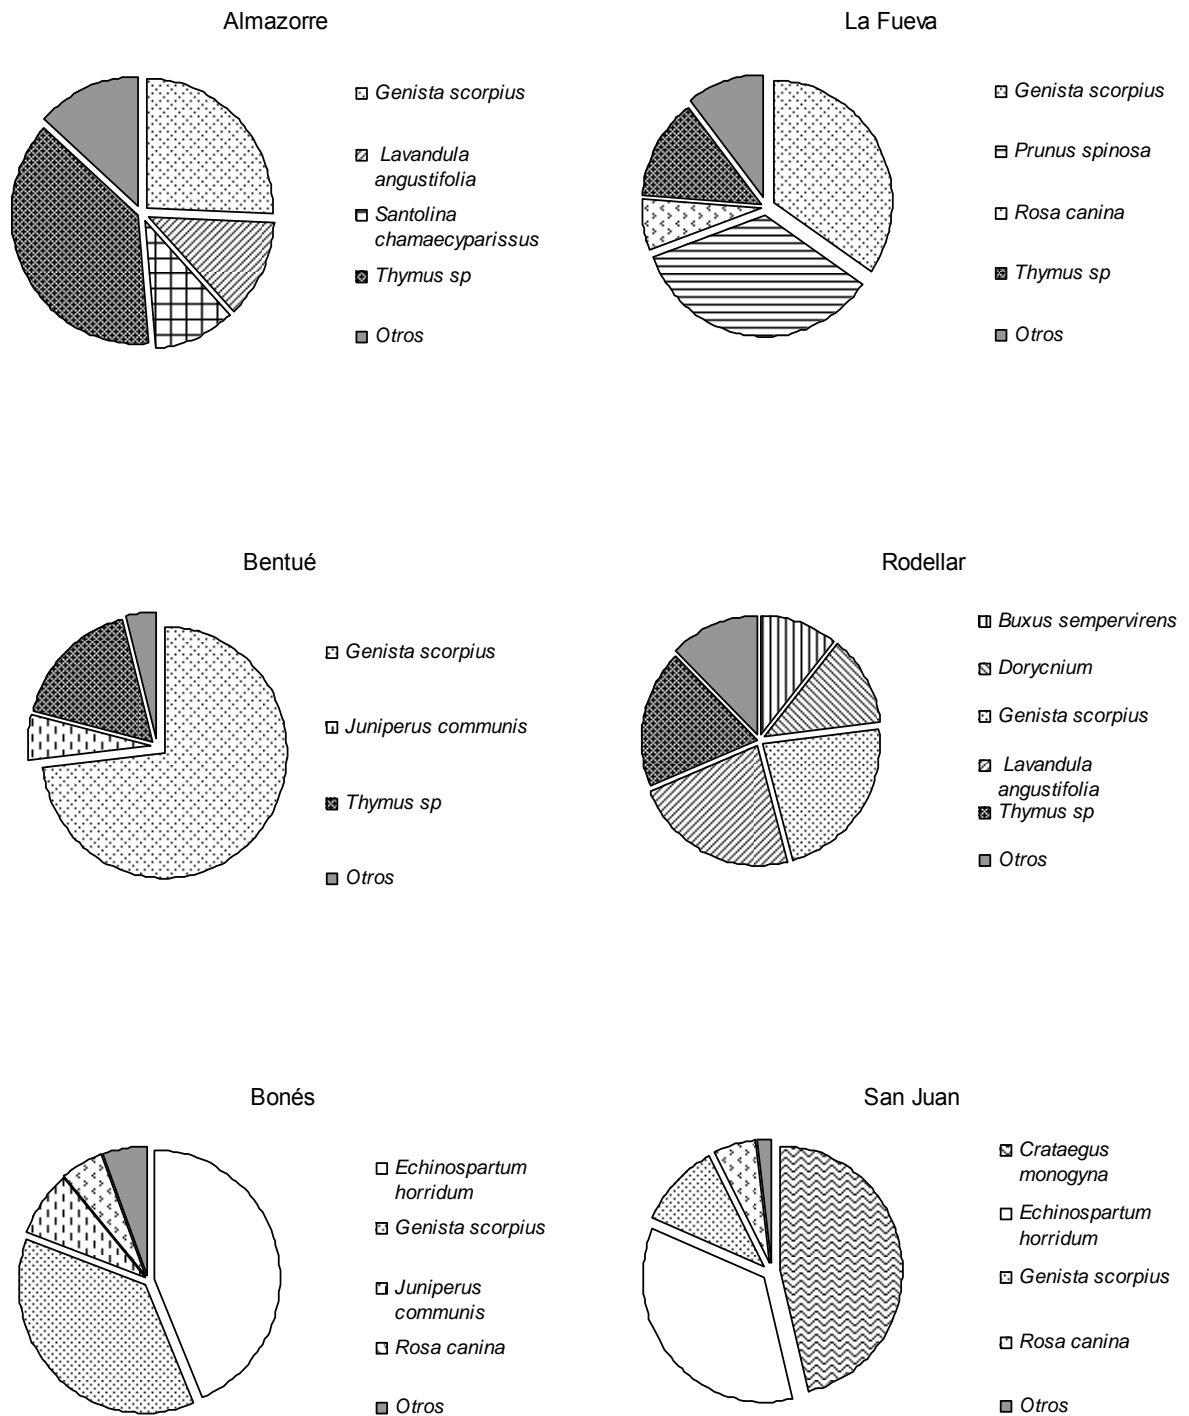 Almazorre
Genista scorpius
Lavandula
angustifolia
Santolina
chamaecyparissus
Thymus sp
Otros
La Fueva
Genista scorpius
Prunus spinosa
Rosa canina
Thymus sp
Otros
Bentué
Genista scorpius
Juniperus communis
Thymus sp
Otros
Rodellar
Buxus sempervirens
Dorycnium
Genista scorpius
Lavandula
angustifolia
Thymus sp
Otros
Bonés
Echinospartum
horridum
Genista scorpius
Juniperus
communis
Rosa canina
Otros
San Juan
Crataegus
monogyna
Echinospartum
horridum
Genista scorpius
Rosa canina
Otros